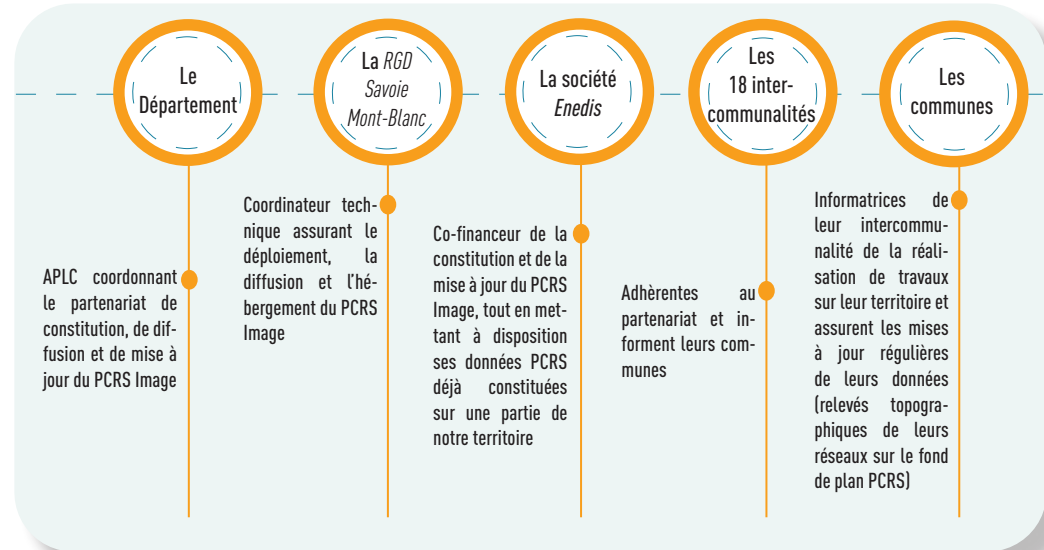 Le
Département
La RGD
Savoie
Mont-Blanc
La société
Enedis
Les
18 inter-
communalités
Les
communes
APLC coordonnant
le partenariat de
constitution, de dif-
fusion et de mise à
jour du PCRS Image
Coordinateur tech-
nique assurant le
déploiement, la
diffusion et l'hé-
bergement du PCRS
Image
Co-financeur de la
constitution et de la
mise à jour du PCRS
Image, tout en met-
tant à disposition
ses données PCRS
déjà constituées
sur une partie de
notre territoire
Adhèrentes au
partenariat et in-
forment leurs com-
munes
Informatrices de
leur intercommu-
nalité de la réali-
sation de travaux
sur leur territoire et
assurent les mises
à jour régulières
de leurs données
(relevés topogra-
phiques de leurs
réseaux sur le fond
de plan PCRS)